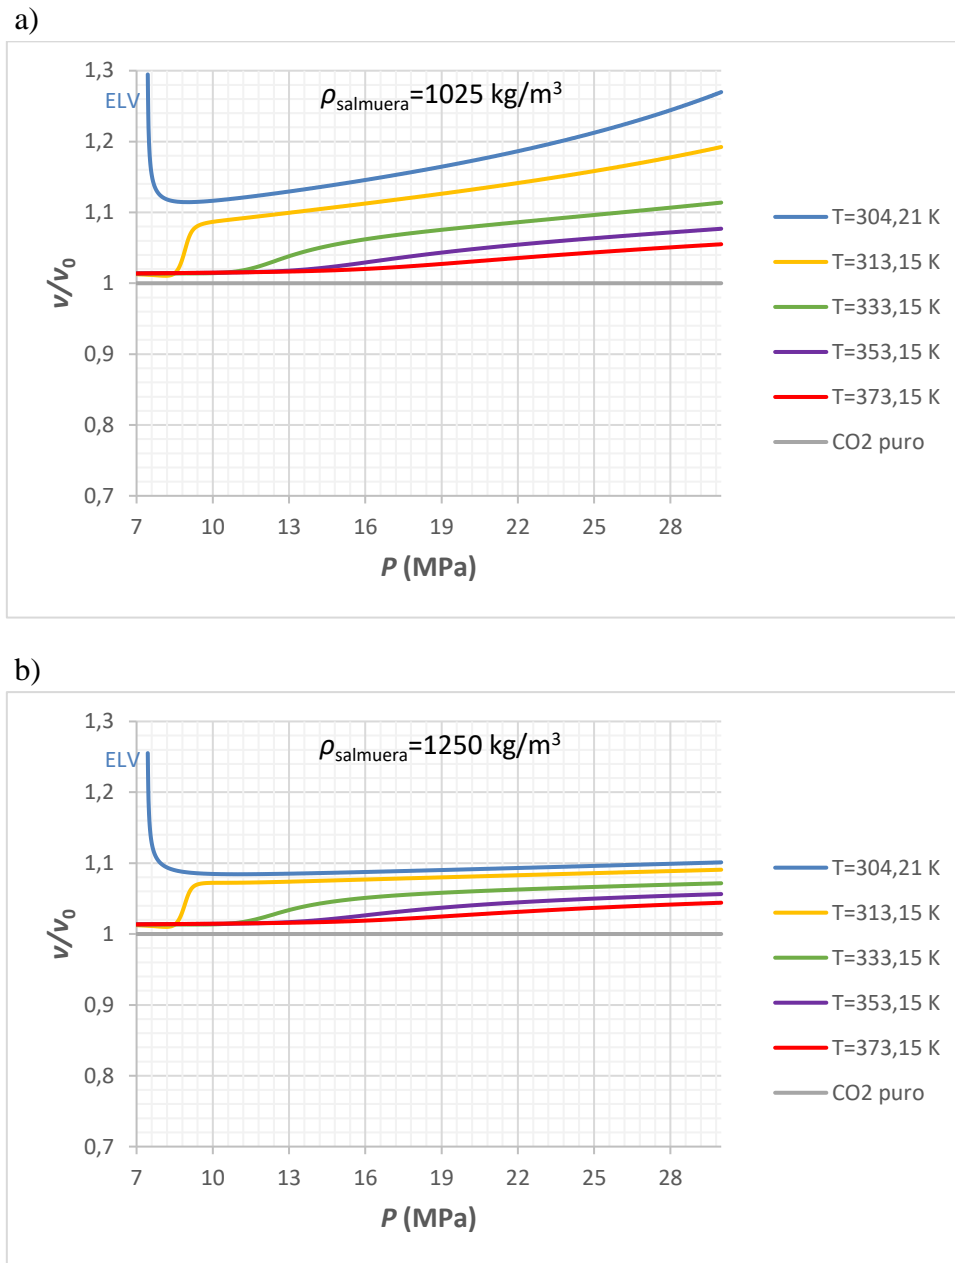 a)
1,3
ELV
ρsalmuera=1025 kg/m³
1,2
1,1
1
0,9
0,8
0,7
v/v₀
7 10 13 16 19 22 25 28
P (MPa)
T=304,21 K
T=313,15 K
T=333,15 K
T=353,15 K
T=373,15 K
CO2 puro
b)
1,3
ELV
ρsalmuera=1250 kg/m³
1,2
1,1
1
0,9
0,8
0,7
v/v₀
7 10 13 16 19 22 25 28
P (MPa)
T=304,21 K
T=313,15 K
T=333,15 K
T=353,15 K
T=373,15 K
CO2 puro